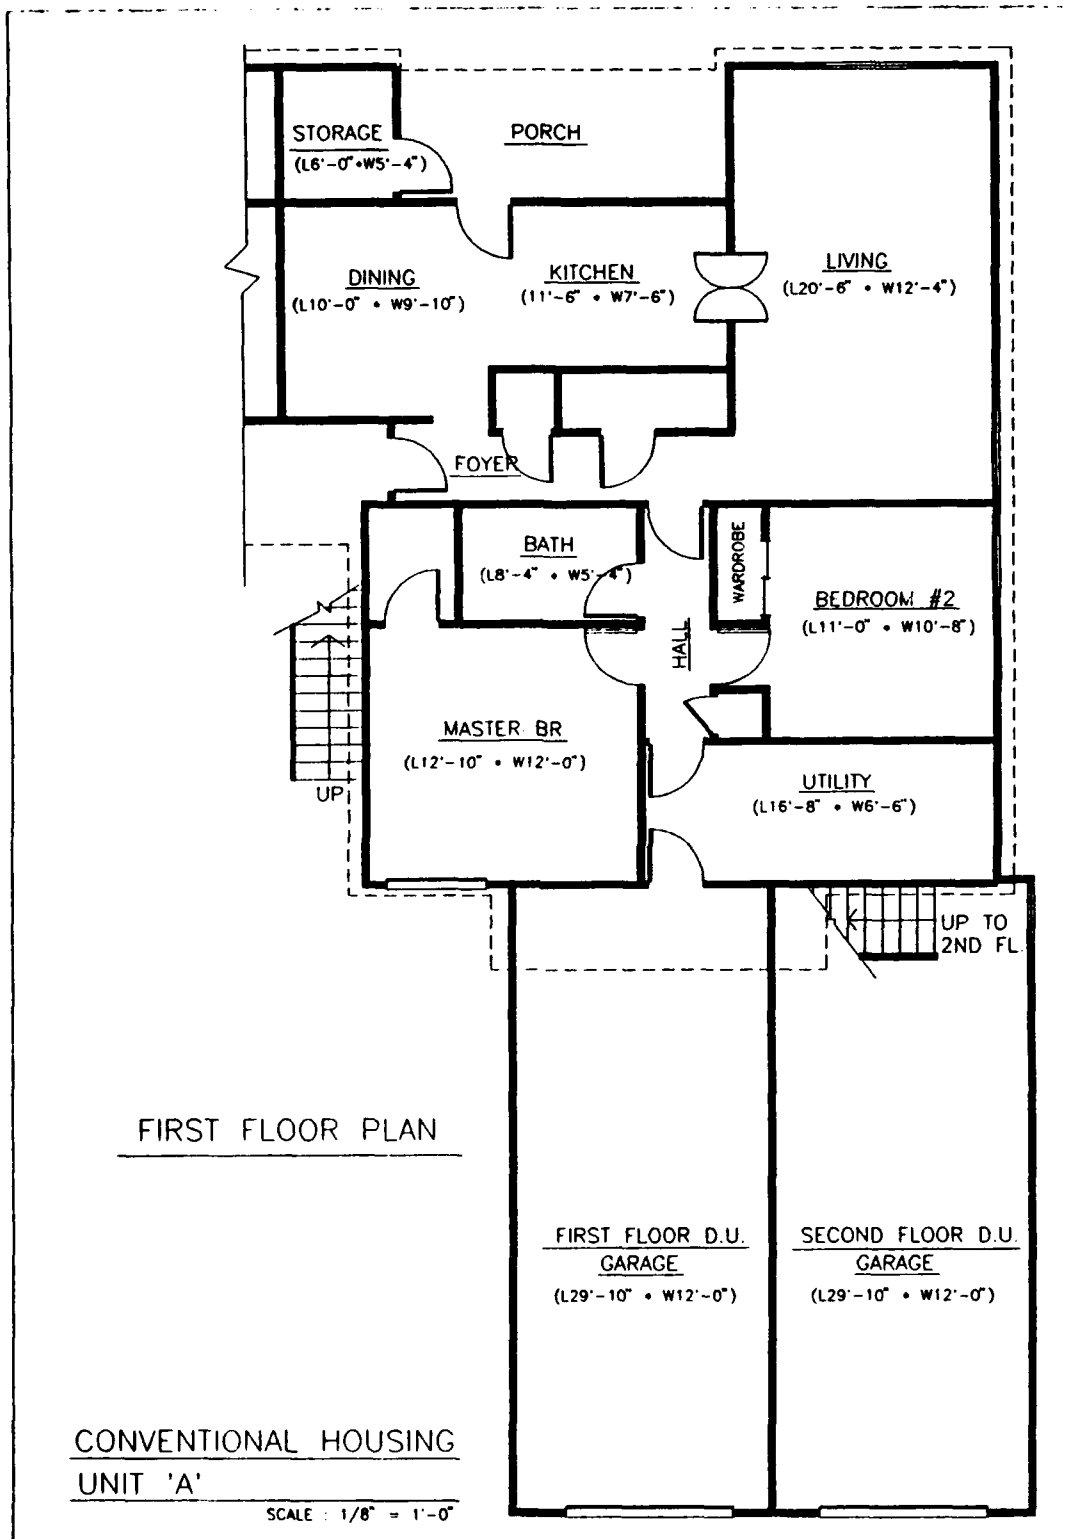 STORAGE
(L6'-0"•W5'-4")
PORCH
DINING
(L10'-0" • W9'-10")
KITCHEN
(11'-6" • W7'-6")
LIVING
(L20'-6" • W12'-4")
FOYER
BATH
(L8'-4" • W5'-4")
WARDROBE
BEDROOM #2
(L11'-0" • W10'-8")
HALL
MASTER BR
(L12'-10" • W12'-0")
UP
UTILITY
(L16'-8" • W6'-6")
UP TO
2ND FL.
FIRST FLOOR PLAN
FIRST FLOOR D.U.
GARAGE
(L29'-10" • W12'-0")
SECOND FLOOR D.U.
GARAGE
(L29'-10" • W12'-0")
CONVENTIONAL HOUSING
UNIT 'A'
SCALE : 1/8" = 1'-0"